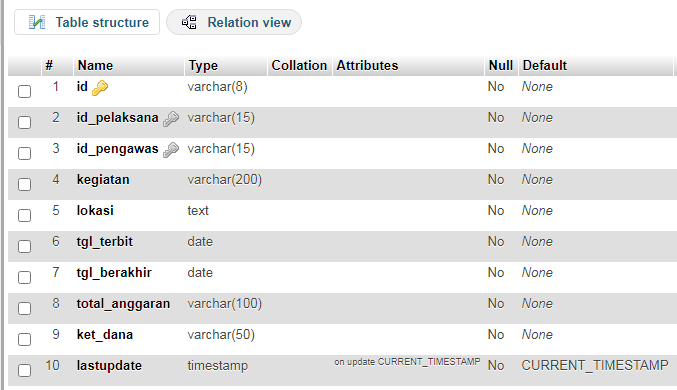 Table structure Relation view
# Name Type Collation Attributes Null Default
1 id varchar(8) No None
2 id_pelaksana varchar(15) No None
3 id_pengawas varchar(15) No None
4 kegiatan varchar(200) No None
5 lokasi text No None
6 tgl_terbit date No None
7 tgl_berakhir date No None
8 total_anggaran varchar(100) No None
9 ket_dana varchar(50) No None
10 lastupdate timestamp on update CURRENT_TIMESTAMP No CURRENT_TIMESTAMP